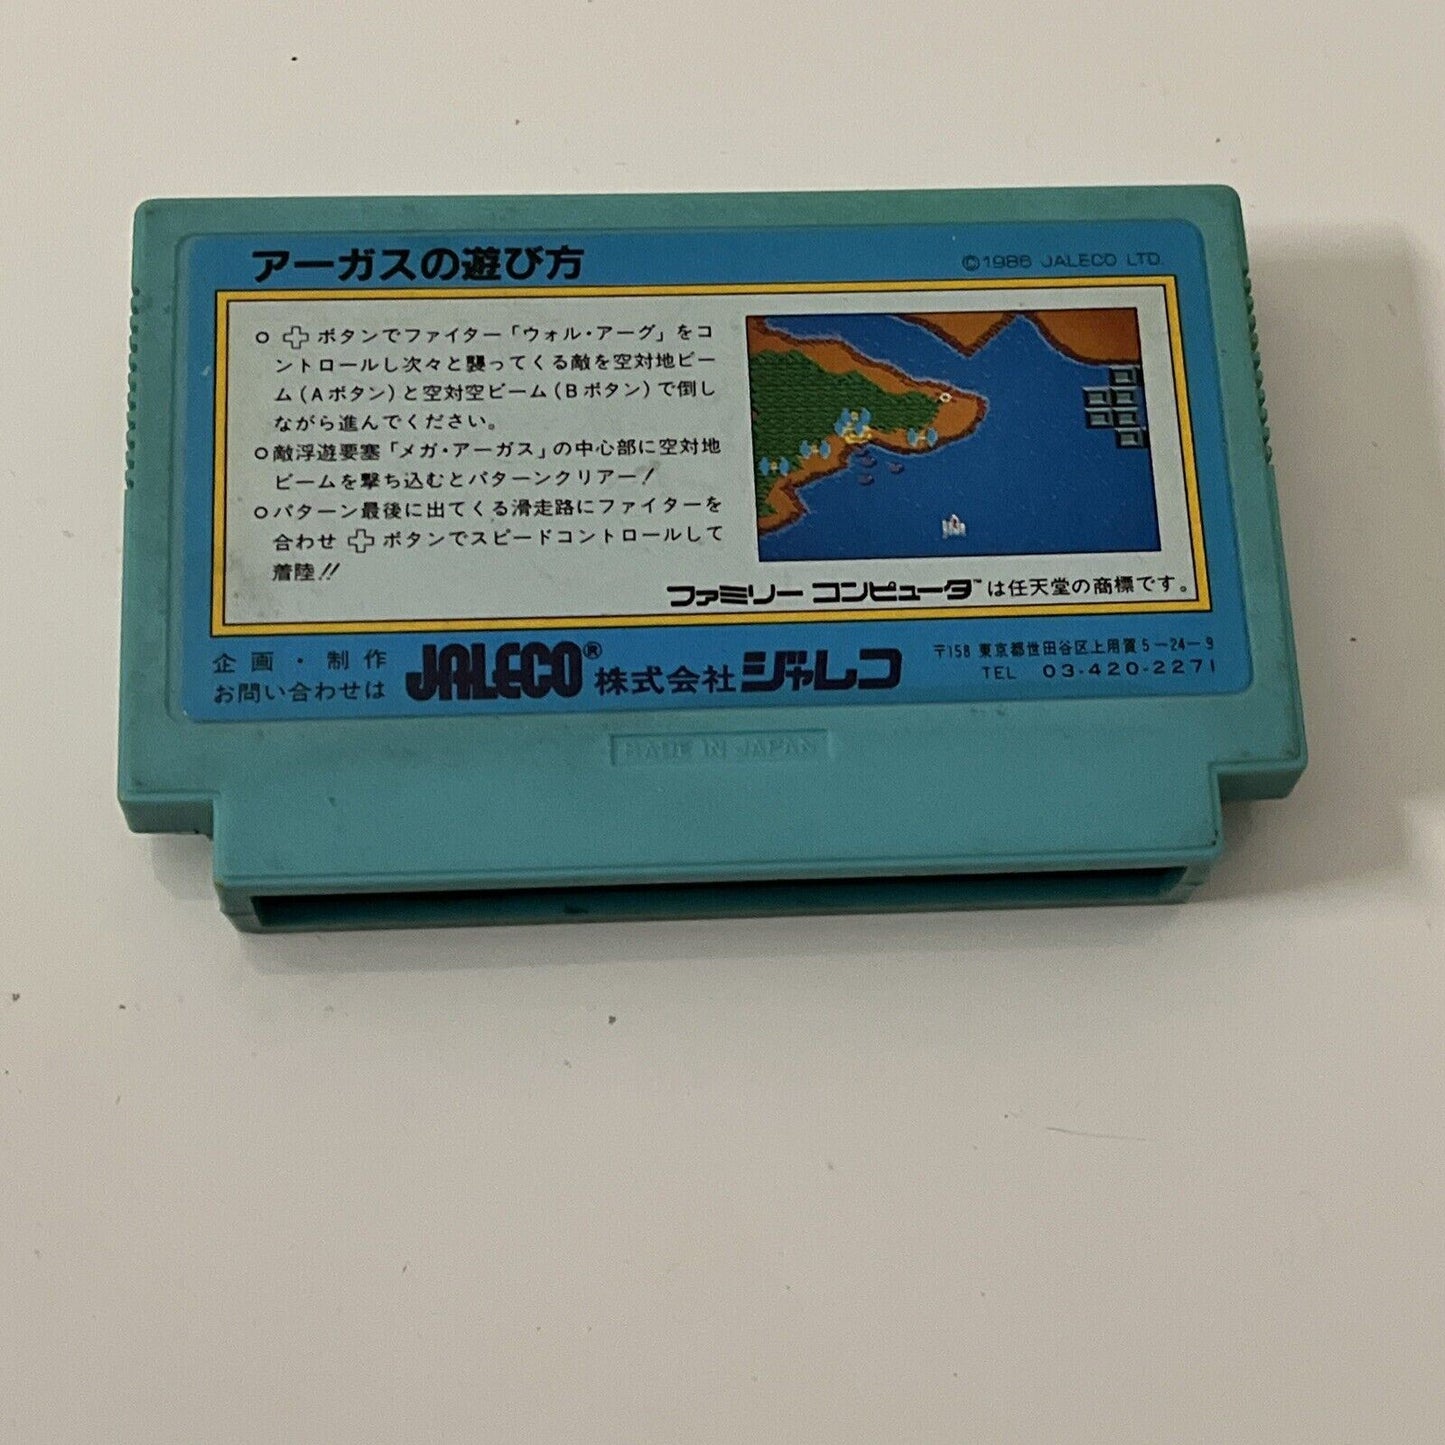 アーガスの遊び方
©1986 JALECO LTD.
○ ボタンでファイター「ウォル・アーグ」をコ
ントロールし次々と襲ってくる敵を空対地ビー
ム(Aボタン)と空対空ビーム(Bボタン)で倒し
ながら進んでください。
○敵浮遊要塞「メガ・アーガス」の中心部に空対地
ビームを撃ち込むとパターンクリアー!
○パターン最後に出てくる滑走路にファイターを
合わせ ボタンでスピードコントロールして
着陸!!
ファミリー コンピュータ™は任天堂の商標です。
企画・制作
お問い合わせは
JALECO® 株式会社ジャレコ
〒158 東京都世田谷区上用賀5-24-9
TEL 03-420-2271
MADE IN JAPAN